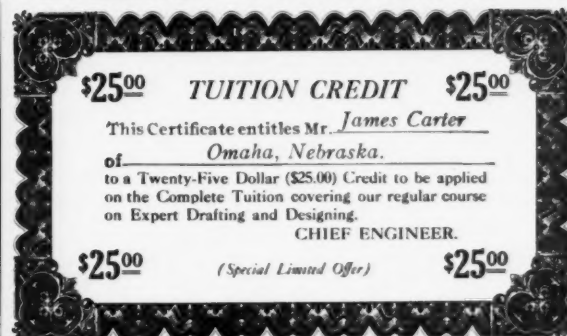 $25.00 TUITION CREDIT $25.00
This Certificate entitles Mr. James Carter
of Omaha, Nebraska.
to a Twenty-Five Dollar ($25.00) Credit to be applied
on the Complete Tuition covering our regular course
on Expert Drafting and Designing.
CHIEF ENGINEER.
$25.00 (Special Limited Offer) $25.00